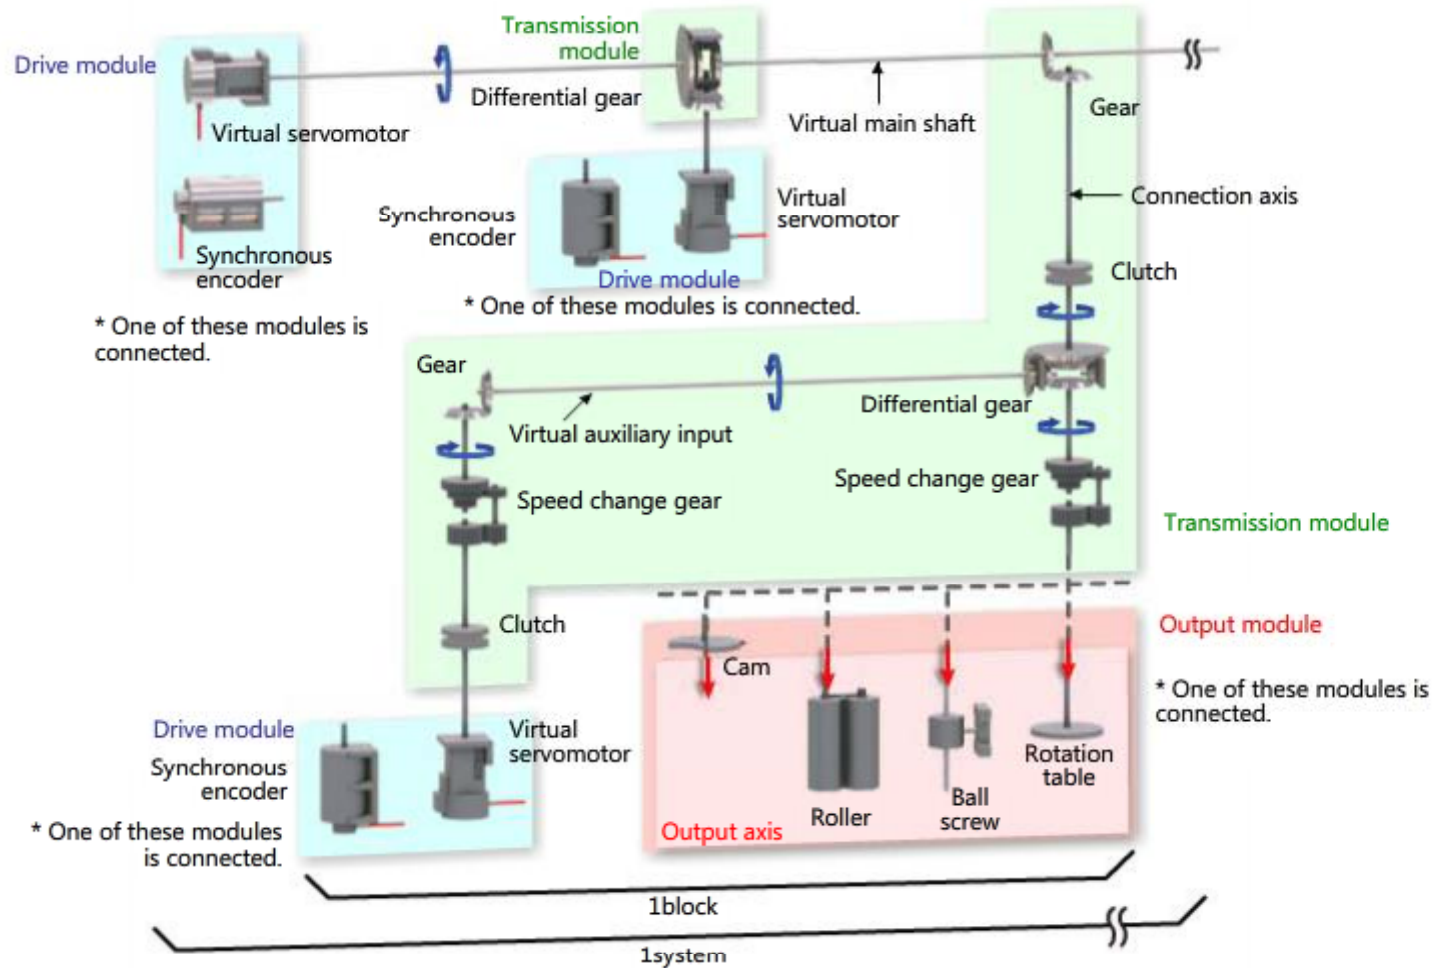 Transmission
module
Drive module
Differential gear
Virtual main shaft
Gear
Virtual servomotor
Synchronous
encoder
Virtual
servomotor
Connection axis
Synchronous
encoder
Drive module
Clutch
* One of these modules is connected.
* One of these modules is
connected.
Gear
Differential gear
Virtual auxiliary input
Speed change gear
Speed change gear
Transmission module
Clutch
Output module
Cam
* One of these modules is
connected.
Drive module
Virtual
servomotor
Synchronous
encoder
Rotation
table
Ball
screw
Roller
Output axis
* One of these modules
is connected.
1block
1system